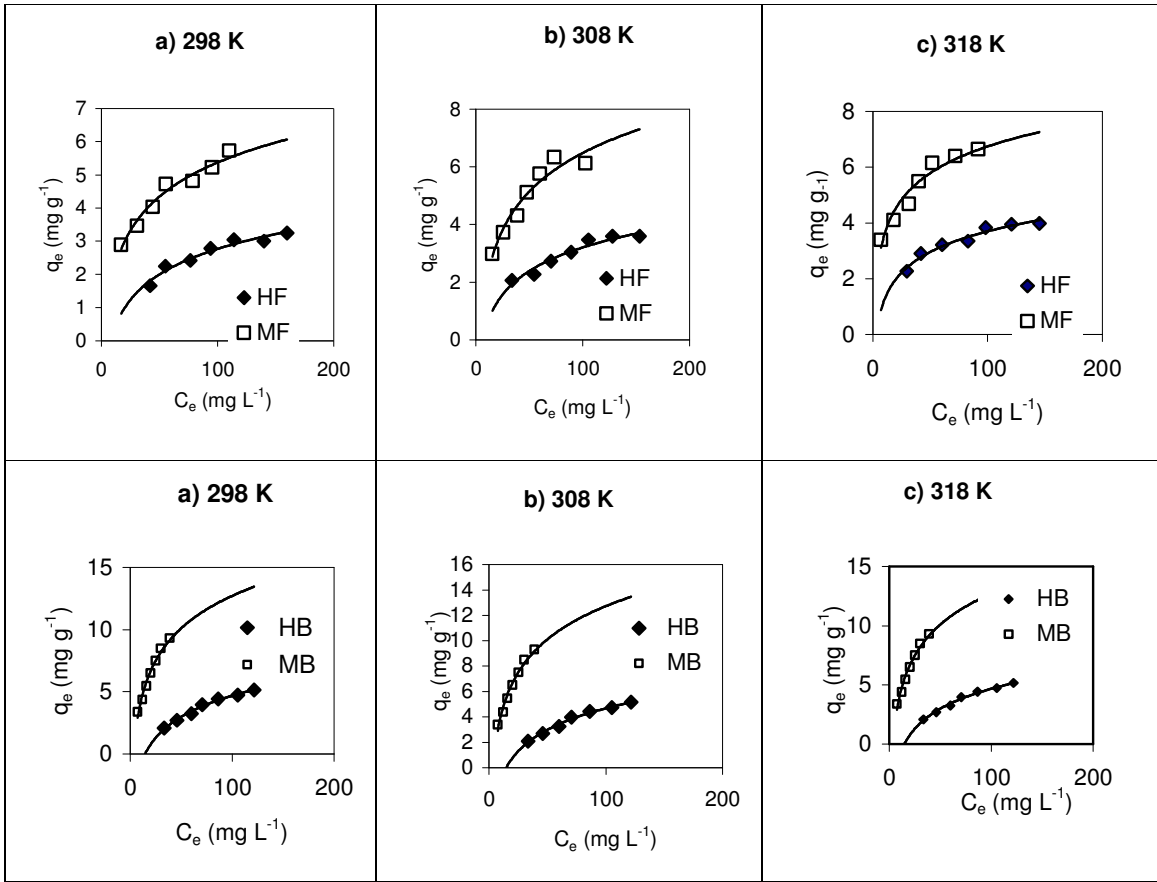 a) 298 K
7
6
5
4
3
2
1
0
qe (mg g-1)
HF
MF
0 100 200
Ce (mg L-1)
b) 308 K
8
6
4
2
0
qe (mg g-1)
HF
MF
0 100 200
Ce (mg L-1)
c) 318 K
8
6
4
2
0
qe (mg g-1)
HF
MF
0 100 200
Ce (mg L-1)
a) 298 K
15
10
5
0
qe (mg g-1)
HB
MB
0 100 200
Ce (mg L-1)
b) 308 K
16
14
12
10
8
6
4
2
0
qe (mg g-1)
HB
MB
0 100 200
Ce (mg L-1)
c) 318 K
15
10
5
0
qe (mg g-1)
HB
MB
0 100 200
Ce (mg L-1)